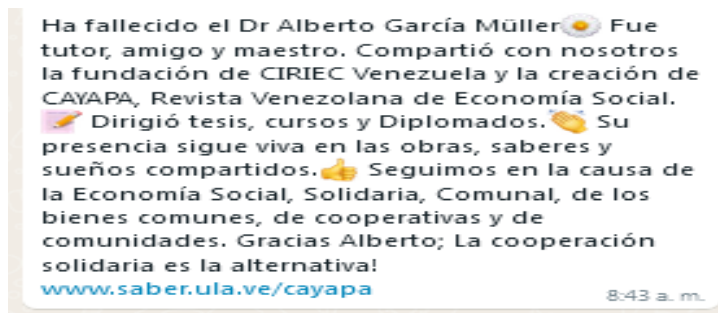 Ha fallecido el Dr Alberto García Müller🌼 Fue
tutor, amigo y maestro. Compartió con nosotros
la fundación de CIRIEC Venezuela y la creación de
CAYAPA, Revista Venezolana de Economía Social.
📝 Dirigió tesis, cursos y Diplomados.👏 Su
presencia sigue viva en las obras, saberes y
sueños compartidos.👍 Seguimos en la causa de
la Economía Social, Solidaria, Comunal, de los
bienes comunes, de cooperativas y de
comunidades. Gracias Alberto; La cooperación
solidaria es la alternativa!
www.saber.ula.ve/cayapa
8:43 a. m.